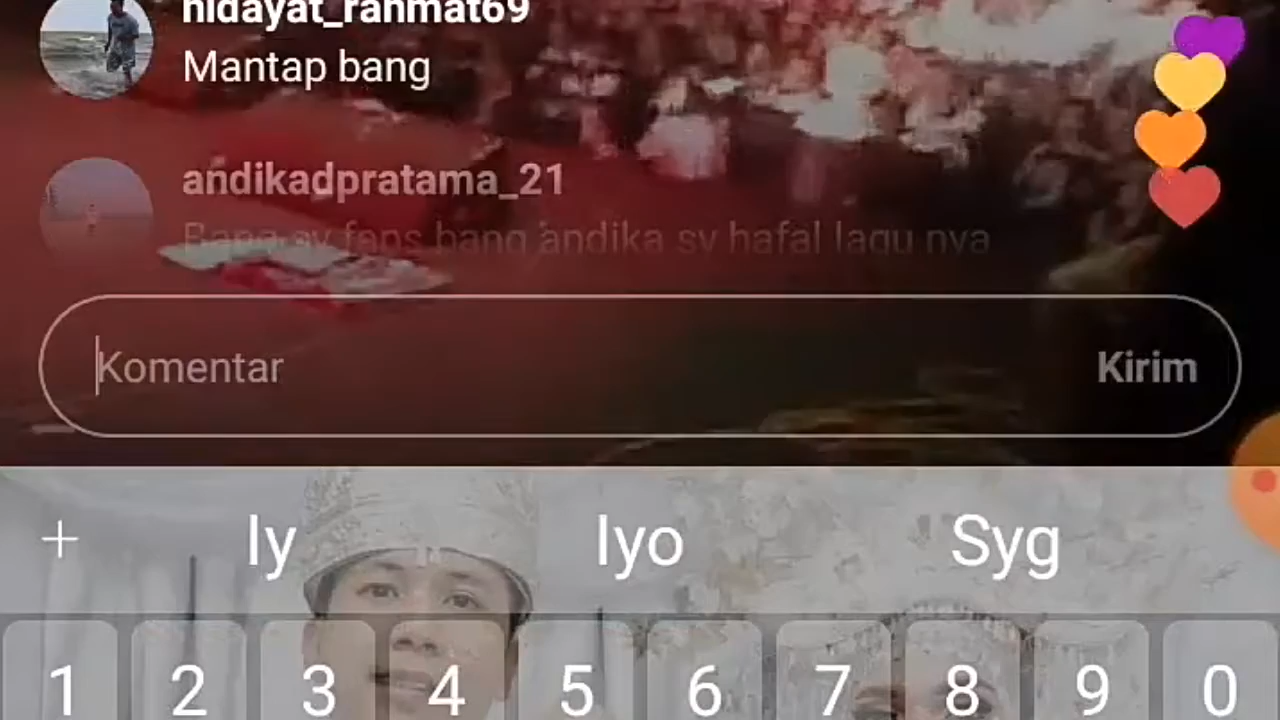 hidayat_rahmat69
Mantap bang
andikadpratama_21
Bang sy fans bang andika sy hafal lagu nya
Komentar
Kirim
+ Iy Iyo Syg
1 2 3 4 5 6 7 8 9 0